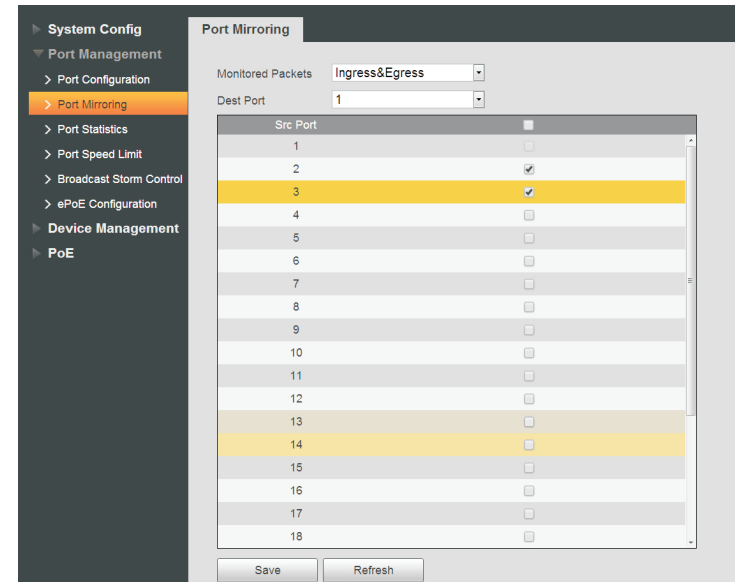 System Config
Port Management
Port Configuration
Port Mirroring
Port Statistics
Port Speed Limit
Broadcast Storm Control
ePoE Configuration
Device Management
PoE
Port Mirroring
Monitored Packets Ingress&Egress
Dest Port 1
Src Port
1
2
3
4
5
6
7
8
9
10
11
12
13
14
15
16
17
18
Save Refresh